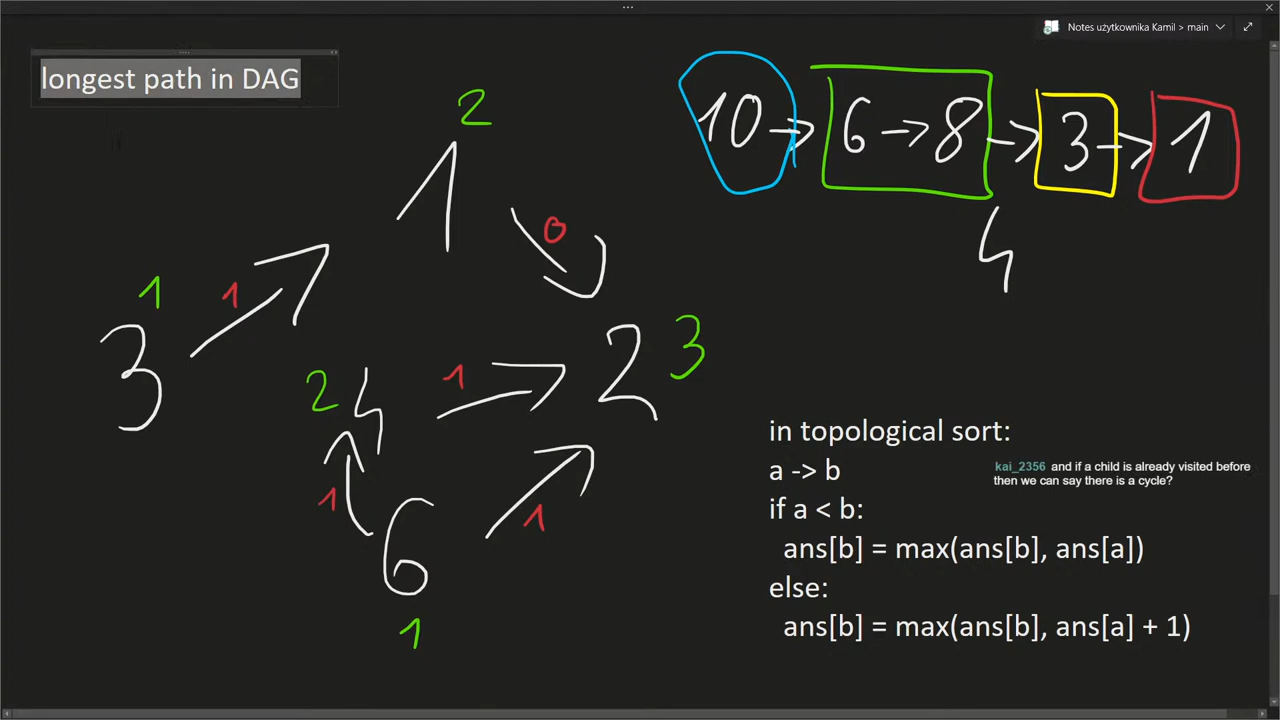 Notes użytkownika Kamil > main
longest path in DAG
10 → 6 → 8 → 3 → 1
4
2
1
0
1
1
3
2
4
1
2
3
1
6
1
1
in topological sort:
a -> b
kai_2356 and if a child is already visited before
then we can say there is a cycle?
if a < b:
ans[b] = max(ans[b], ans[a])
else:
ans[b] = max(ans[b], ans[a] + 1)